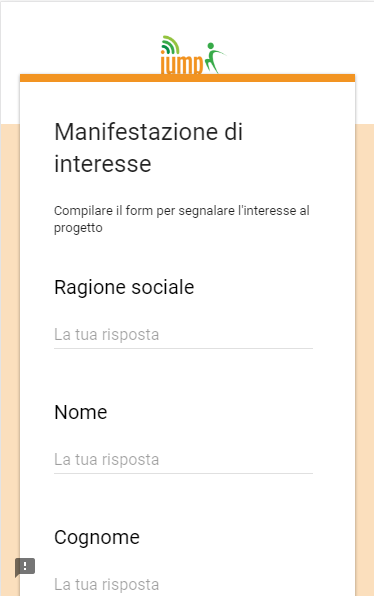 iump
Manifestazione di
interesse
Compilare il form per segnalare l'interesse al
progetto
Ragione sociale
La tua risposta
Nome
La tua risposta
Cognome
La tua risposta